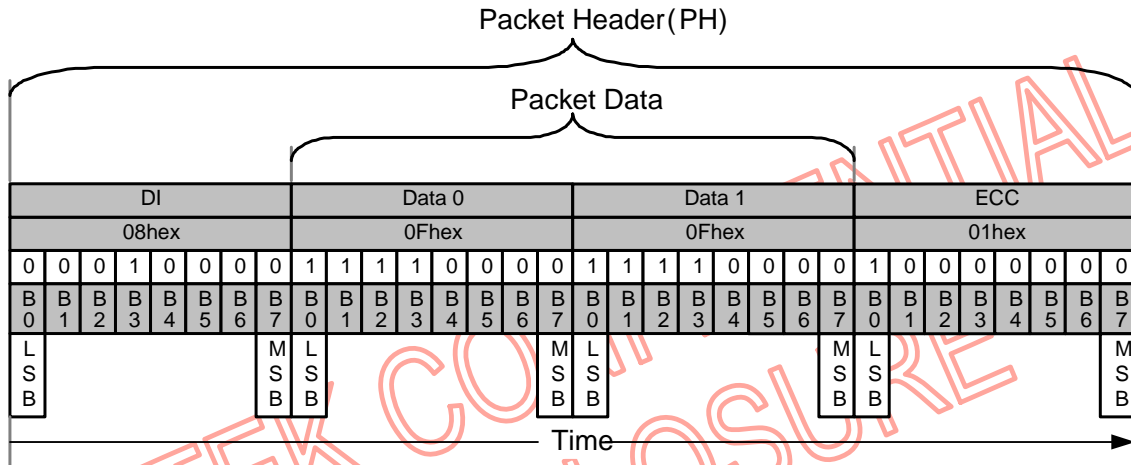 Packet Header(PH)
Packet Data
DI Data 0 Data 1 ECC
08hex 0Fhex 0Fhex 01hex
0 0 0 1 0 0 0 0 1 1 1 1 0 0 0 0 1 1 1 1 0 0 0 0 1 0 0 0 0 0 0 0
B0 B1 B2 B3 B4 B5 B6 B7 B0 B1 B2 B3 B4 B5 B6 B7 B0 B1 B2 B3 B4 B5 B6 B7 B0 B1 B2 B3 B4 B5 B6 B7
LSB MSB LSB MSB LSB MSB LSB MSB
Time